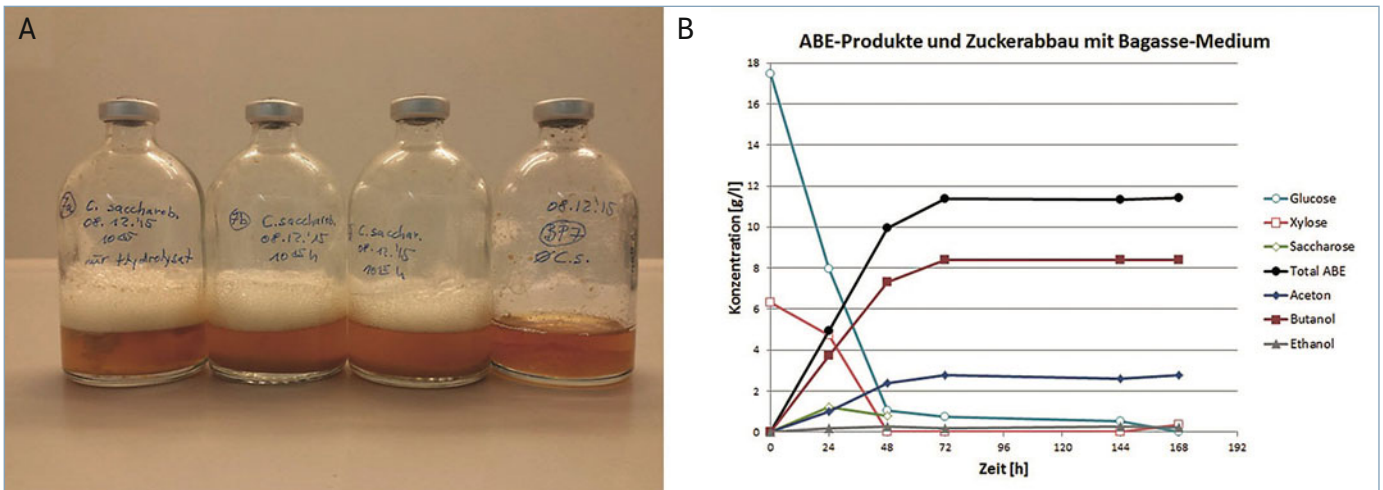 A
7a
C. saccharob.
08.12.'15
10⁰⁵
nur Hydrolysat
7b
C. saccharob.
08.12.'15
10¹⁵ h
C. sacchar.
08.12.'15
10¹⁵ h
08.12.'15
BP7
Ø C.s.
B
ABE-Produkte und Zuckerabbau mit Bagasse-Medium
Konzentration [g/l]
18
16
14
12
10
8
6
4
2
0
0 24 48 72 96 120 144 168 192
Zeit [h]
Glucose
Xylose
Saccharose
Total ABE
Aceton
Butanol
Ethanol